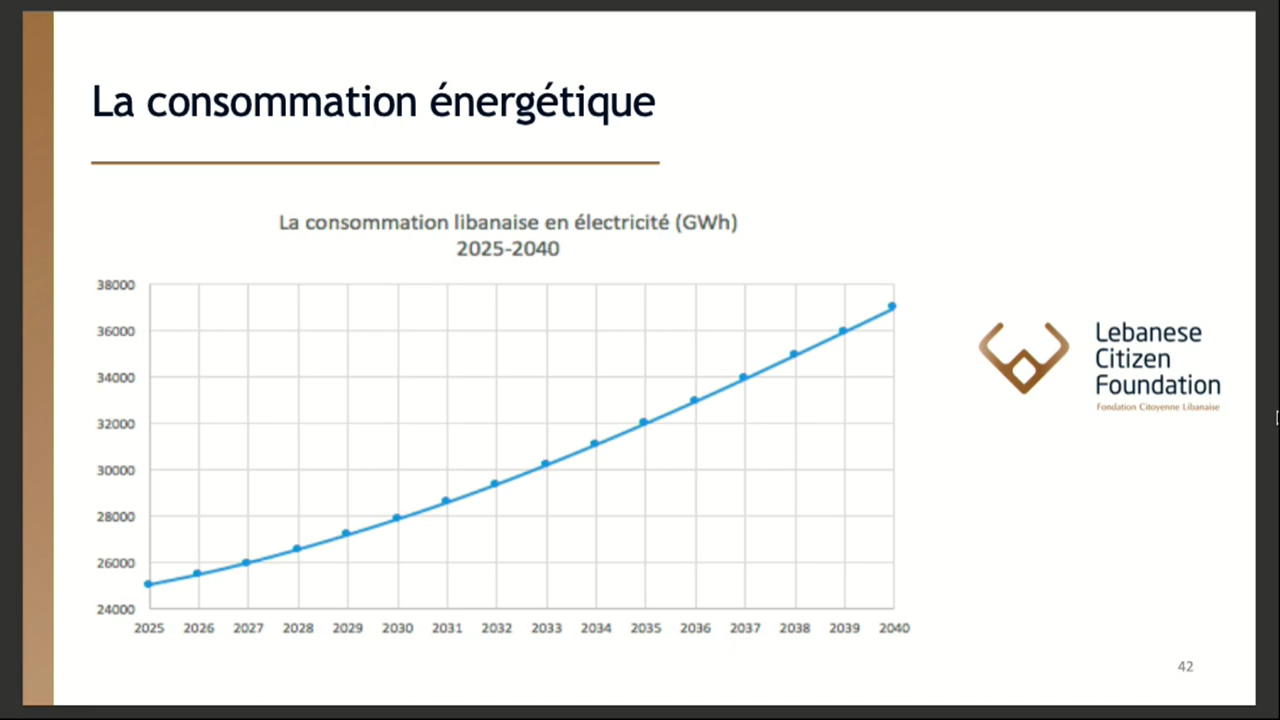 La consommation énergétique
La consommation libanaise en électricité (GWh)
2025-2040
38000
36000
34000
32000
30000
28000
26000
24000
2025 2026 2027 2028 2029 2030 2031 2032 2033 2034 2035 2036 2037 2038 2039 2040
Lebanese
Citizen
Foundation
Fondation Citoyenne Libanaise
42